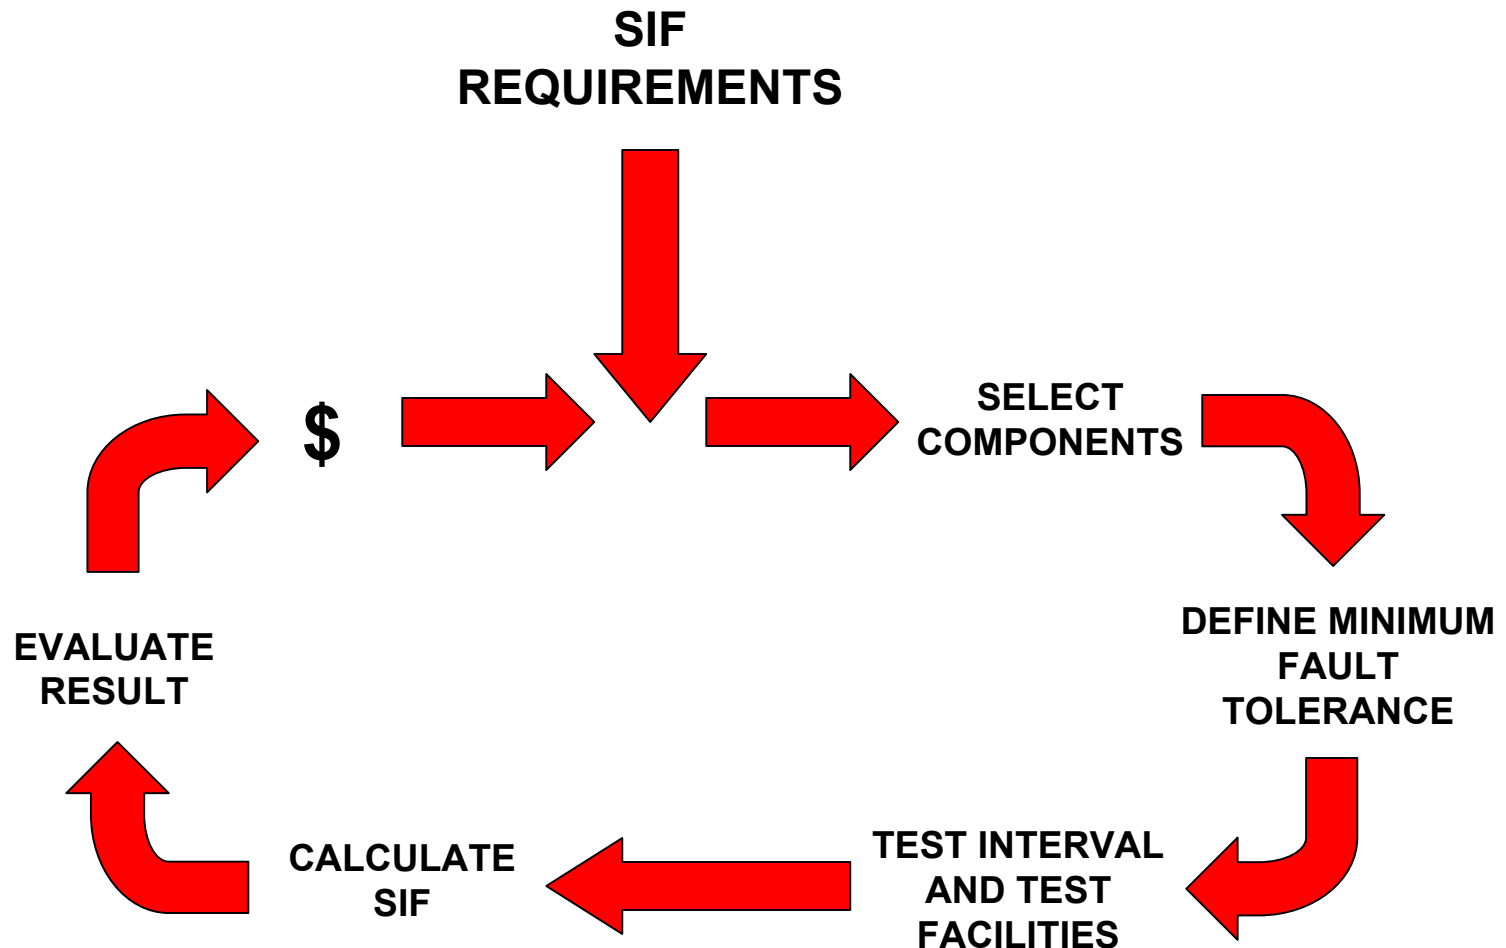 SIF
REQUIREMENTS
$
SELECT
COMPONENTS
DEFINE MINIMUM
FAULT
TOLERANCE
TEST INTERVAL
AND TEST
FACILITIES
CALCULATE
SIF
EVALUATE
RESULT